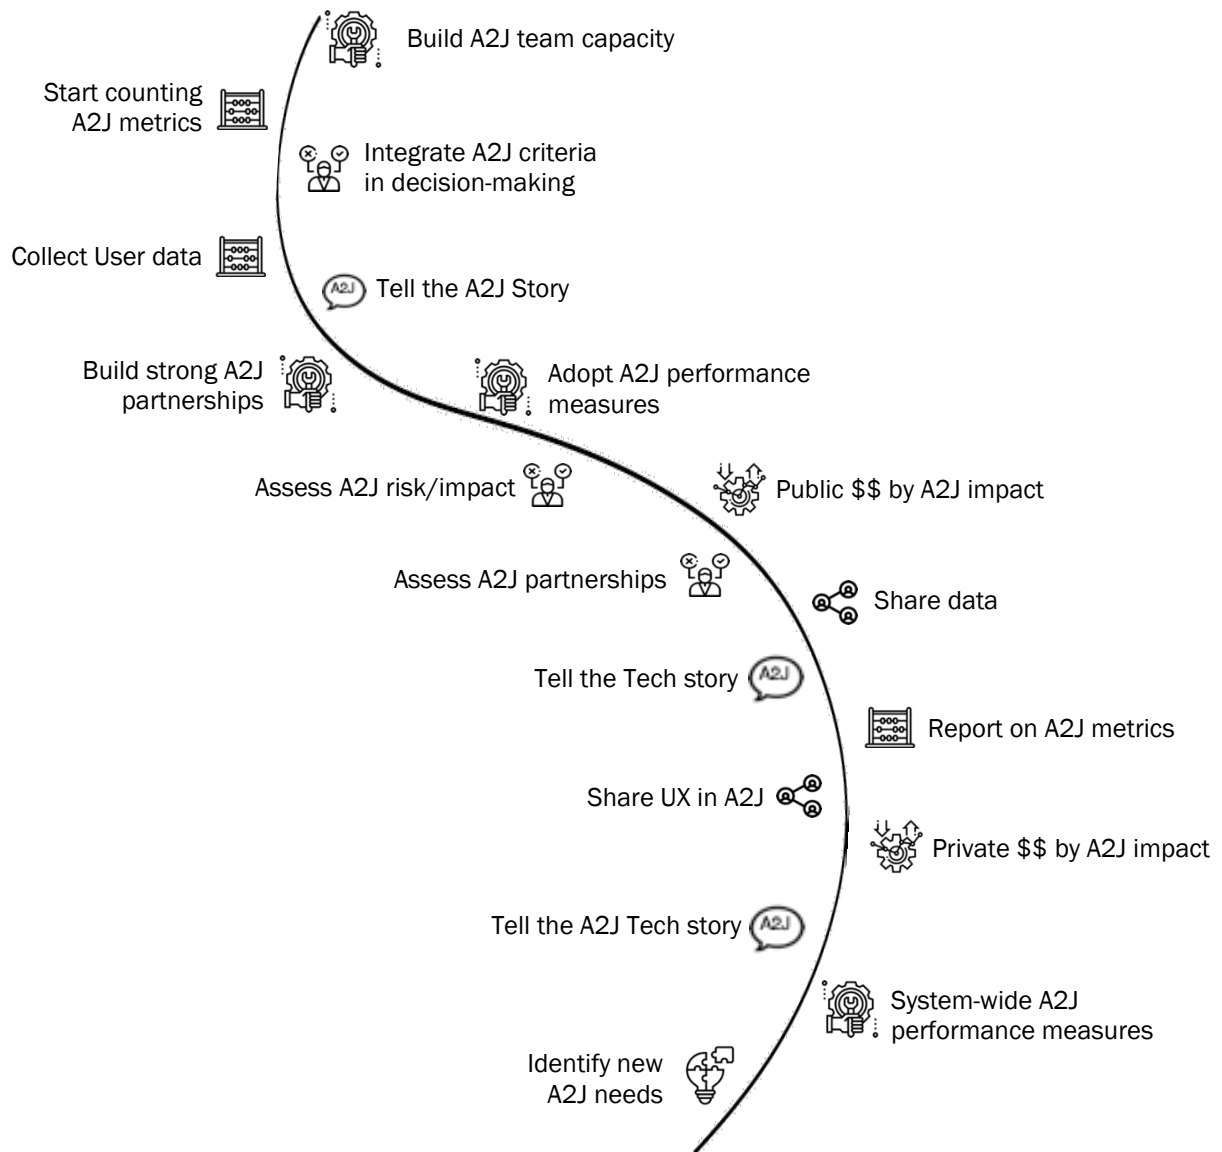 Build A2J team capacity
Start counting
A2J metrics
Integrate A2J criteria
in decision-making
Collect User data
A2J
Tell the A2J Story
Build strong A2J
partnerships
Adopt A2J performance
measures
Assess A2J risk/impact
Public $$ by A2J impact
Assess A2J partnerships
Share data
Tell the Tech story
A2J
Report on A2J metrics
Share UX in A2J
Private $$ by A2J impact
Tell the A2J Tech story
A2J
System-wide A2J
performance measures
Identify new
A2J needs